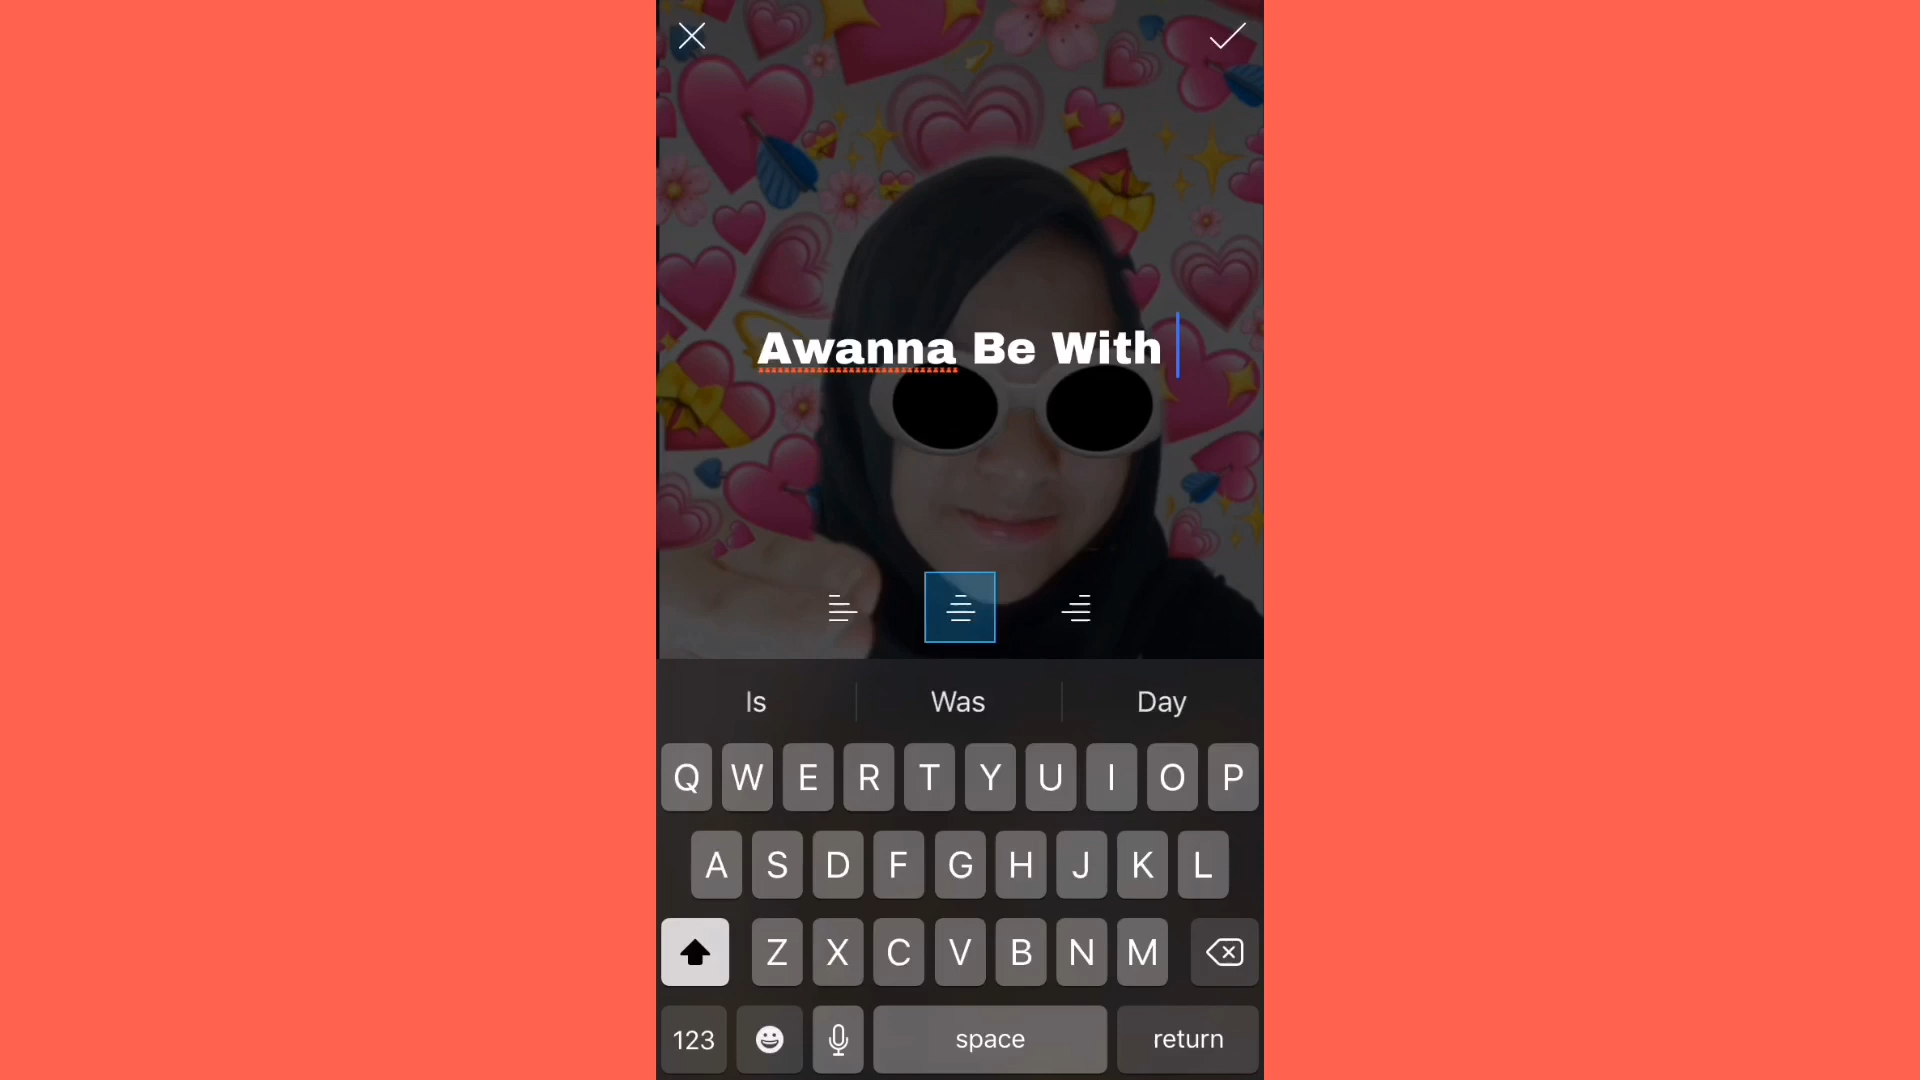 Awanna Be With
Is Was Day
Q W E R T Y U I O P
A S D F G H J K L
Z X C V B N M
123 space return